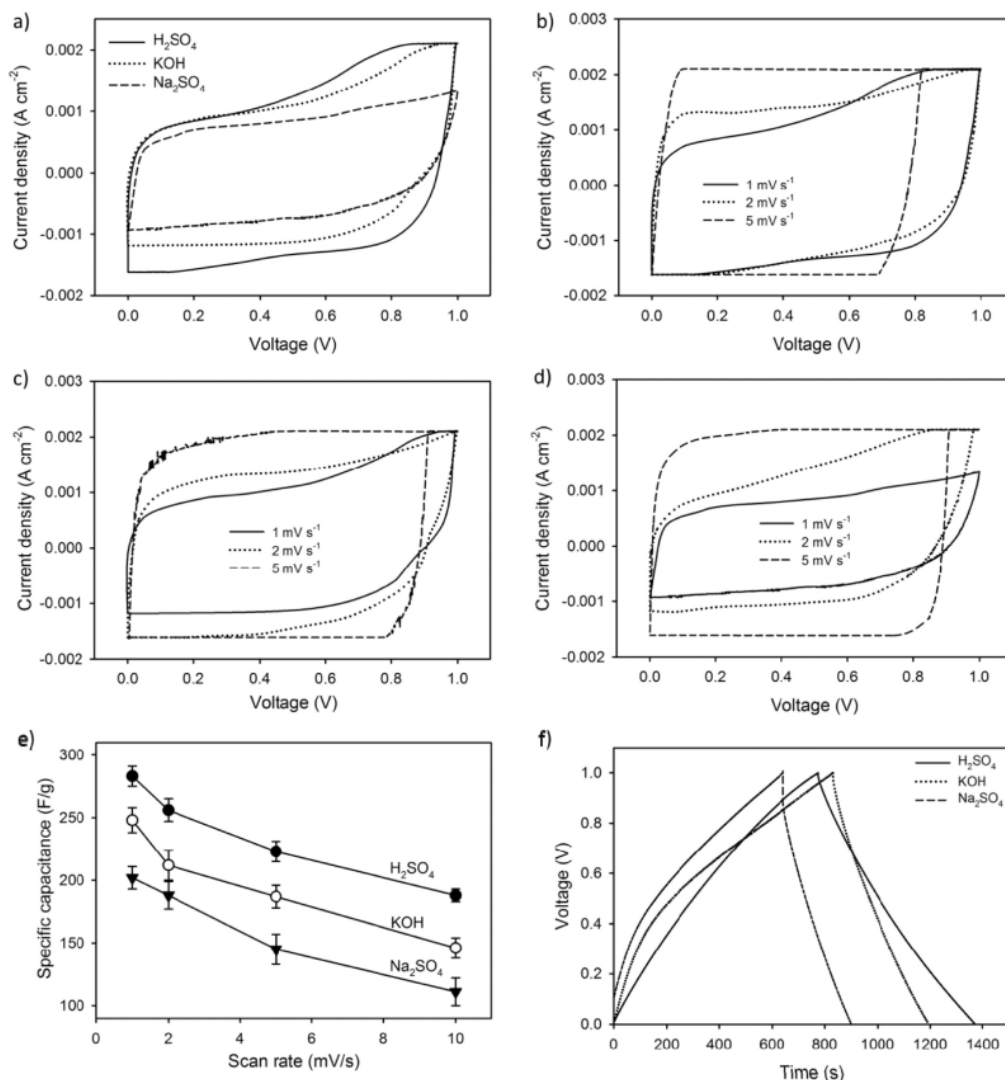 a)
H₂SO₄
KOH
Na₂SO₄
Current density (A cm⁻²)
0.002
0.001
0.000
-0.001
-0.002
0.0 0.2 0.4 0.6 0.8 1.0
Voltage (V)
b)
Current density (A cm⁻²)
0.003
0.002
0.001
0.000
-0.001
-0.002
1 mV s⁻¹
2 mV s⁻¹
5 mV s⁻¹
0.0 0.2 0.4 0.6 0.8 1.0
Voltage (V)
c)
Current density (A cm⁻²)
0.003
0.002
0.001
0.000
-0.001
-0.002
1 mV s⁻¹
2 mV s⁻¹
5 mV s⁻¹
0.0 0.2 0.4 0.6 0.8 1.0
Voltage (V)
d)
Current density (A cm⁻²)
0.003
0.002
0.001
0.000
-0.001
-0.002
1 mV s⁻¹
2 mV s⁻¹
5 mV s⁻¹
0.0 0.2 0.4 0.6 0.8 1.0
Voltage (V)
e)
Specific capacitance (F/g)
300
250
200
150
100
H₂SO₄
KOH
Na₂SO₄
0 2 4 6 8 10
Scan rate (mV/s)
f)
H₂SO₄
KOH
Na₂SO₄
Voltage (V)
1.0
0.8
0.6
0.4
0.2
0.0
0 200 400 600 800 1000 1200 1400
Time (s)